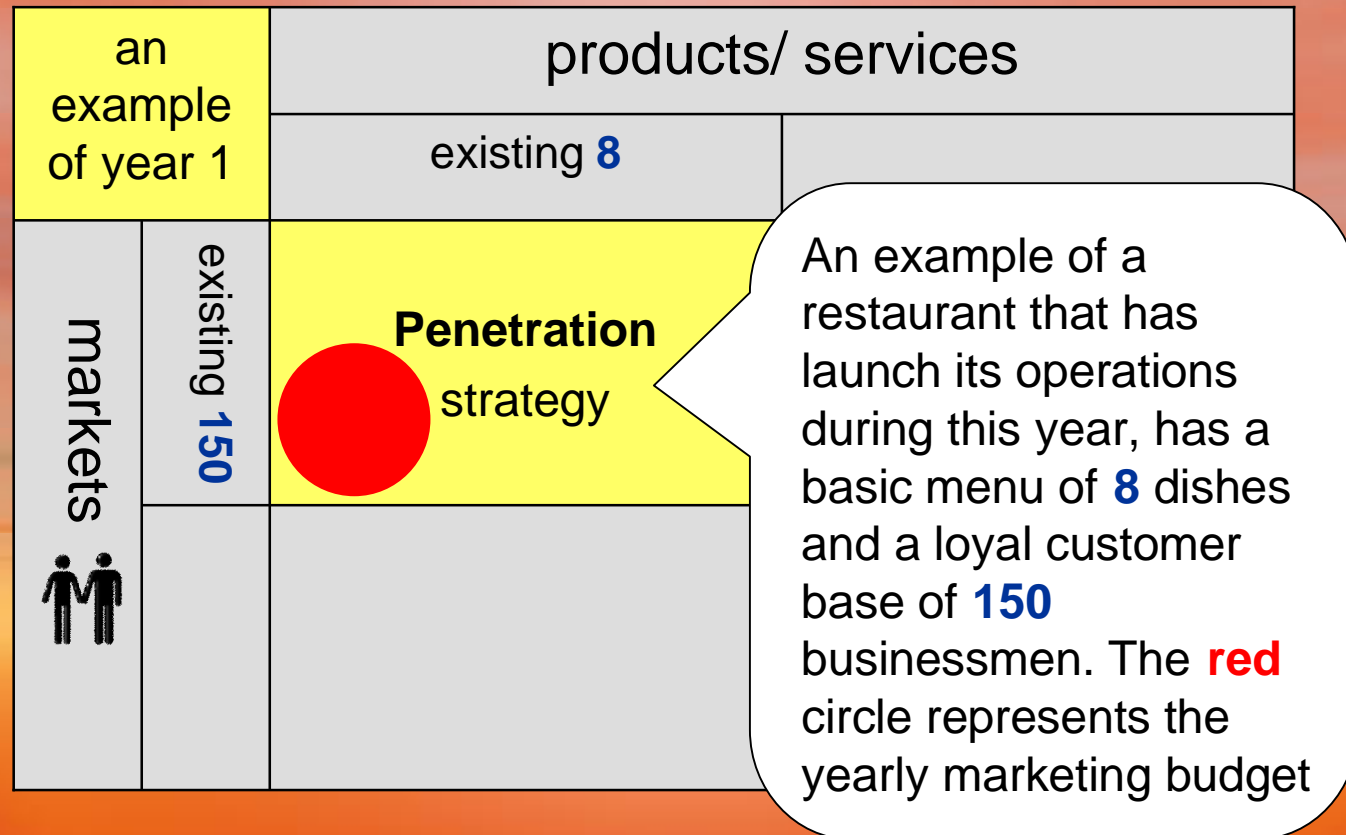 an
example
of year 1
products/ services
existing 8
markets
existing 150
Penetration
strategy
An example of a
restaurant that has
launch its operations
during this year, has a
basic menu of 8 dishes
and a loyal customer
base of 150
businessmen. The red
circle represents the
yearly marketing budget